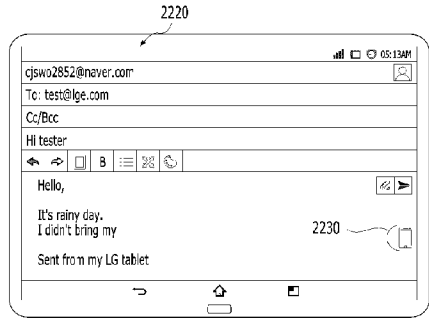 2220
05:13AM
cjswo2852@naver.com
To: test@lge.com
Cc/Bcc
Hi tester
B
Hello,
It's rainy day.
I didn't bring my
2230
Sent from my LG tablet